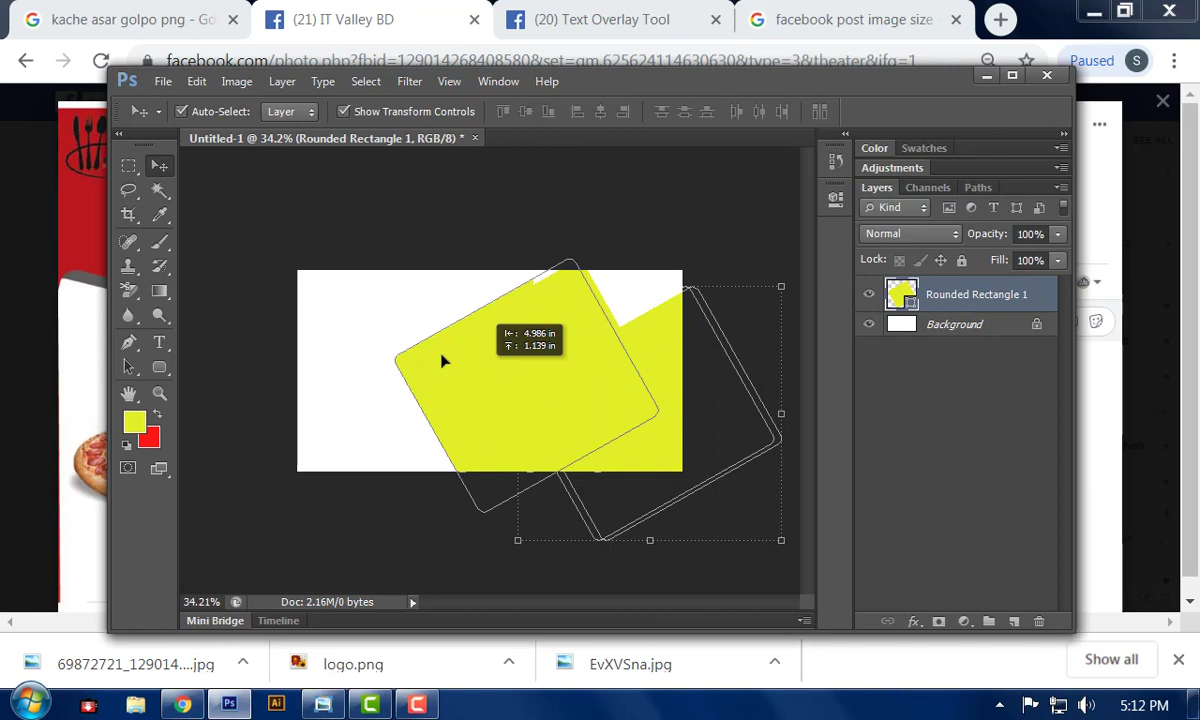 kache asar golpo png - Go
(21) IT Valley BD
(20) Text Overlay Tool
facebook post image size -
facebook.com/photo.php?fbid=129014268408580&set=gm.625624114630630&type=3&theater&ifg=1
Paused
S
Ps
File
Edit
Image
Layer
Type
Select
Filter
View
Window
Help
Auto-Select:
Layer
Show Transform Controls
Untitled-1 @ 34.2% (Rounded Rectangle 1, RGB/8) *
Color
Swatches
SEE ALL
Adjustments
Layers
Channels
Paths
Kind
Normal
Opacity:
100%
Lock:
Fill:
100%
Rounded Rectangle 1
Background
4.986 in
1.139 in
34.21%
Doc: 2.16M/0 bytes
Mini Bridge
Timeline
69872721_129014....jpg
logo.png
EvXVSna.jpg
Show all
Ps
Ai
5:12 PM